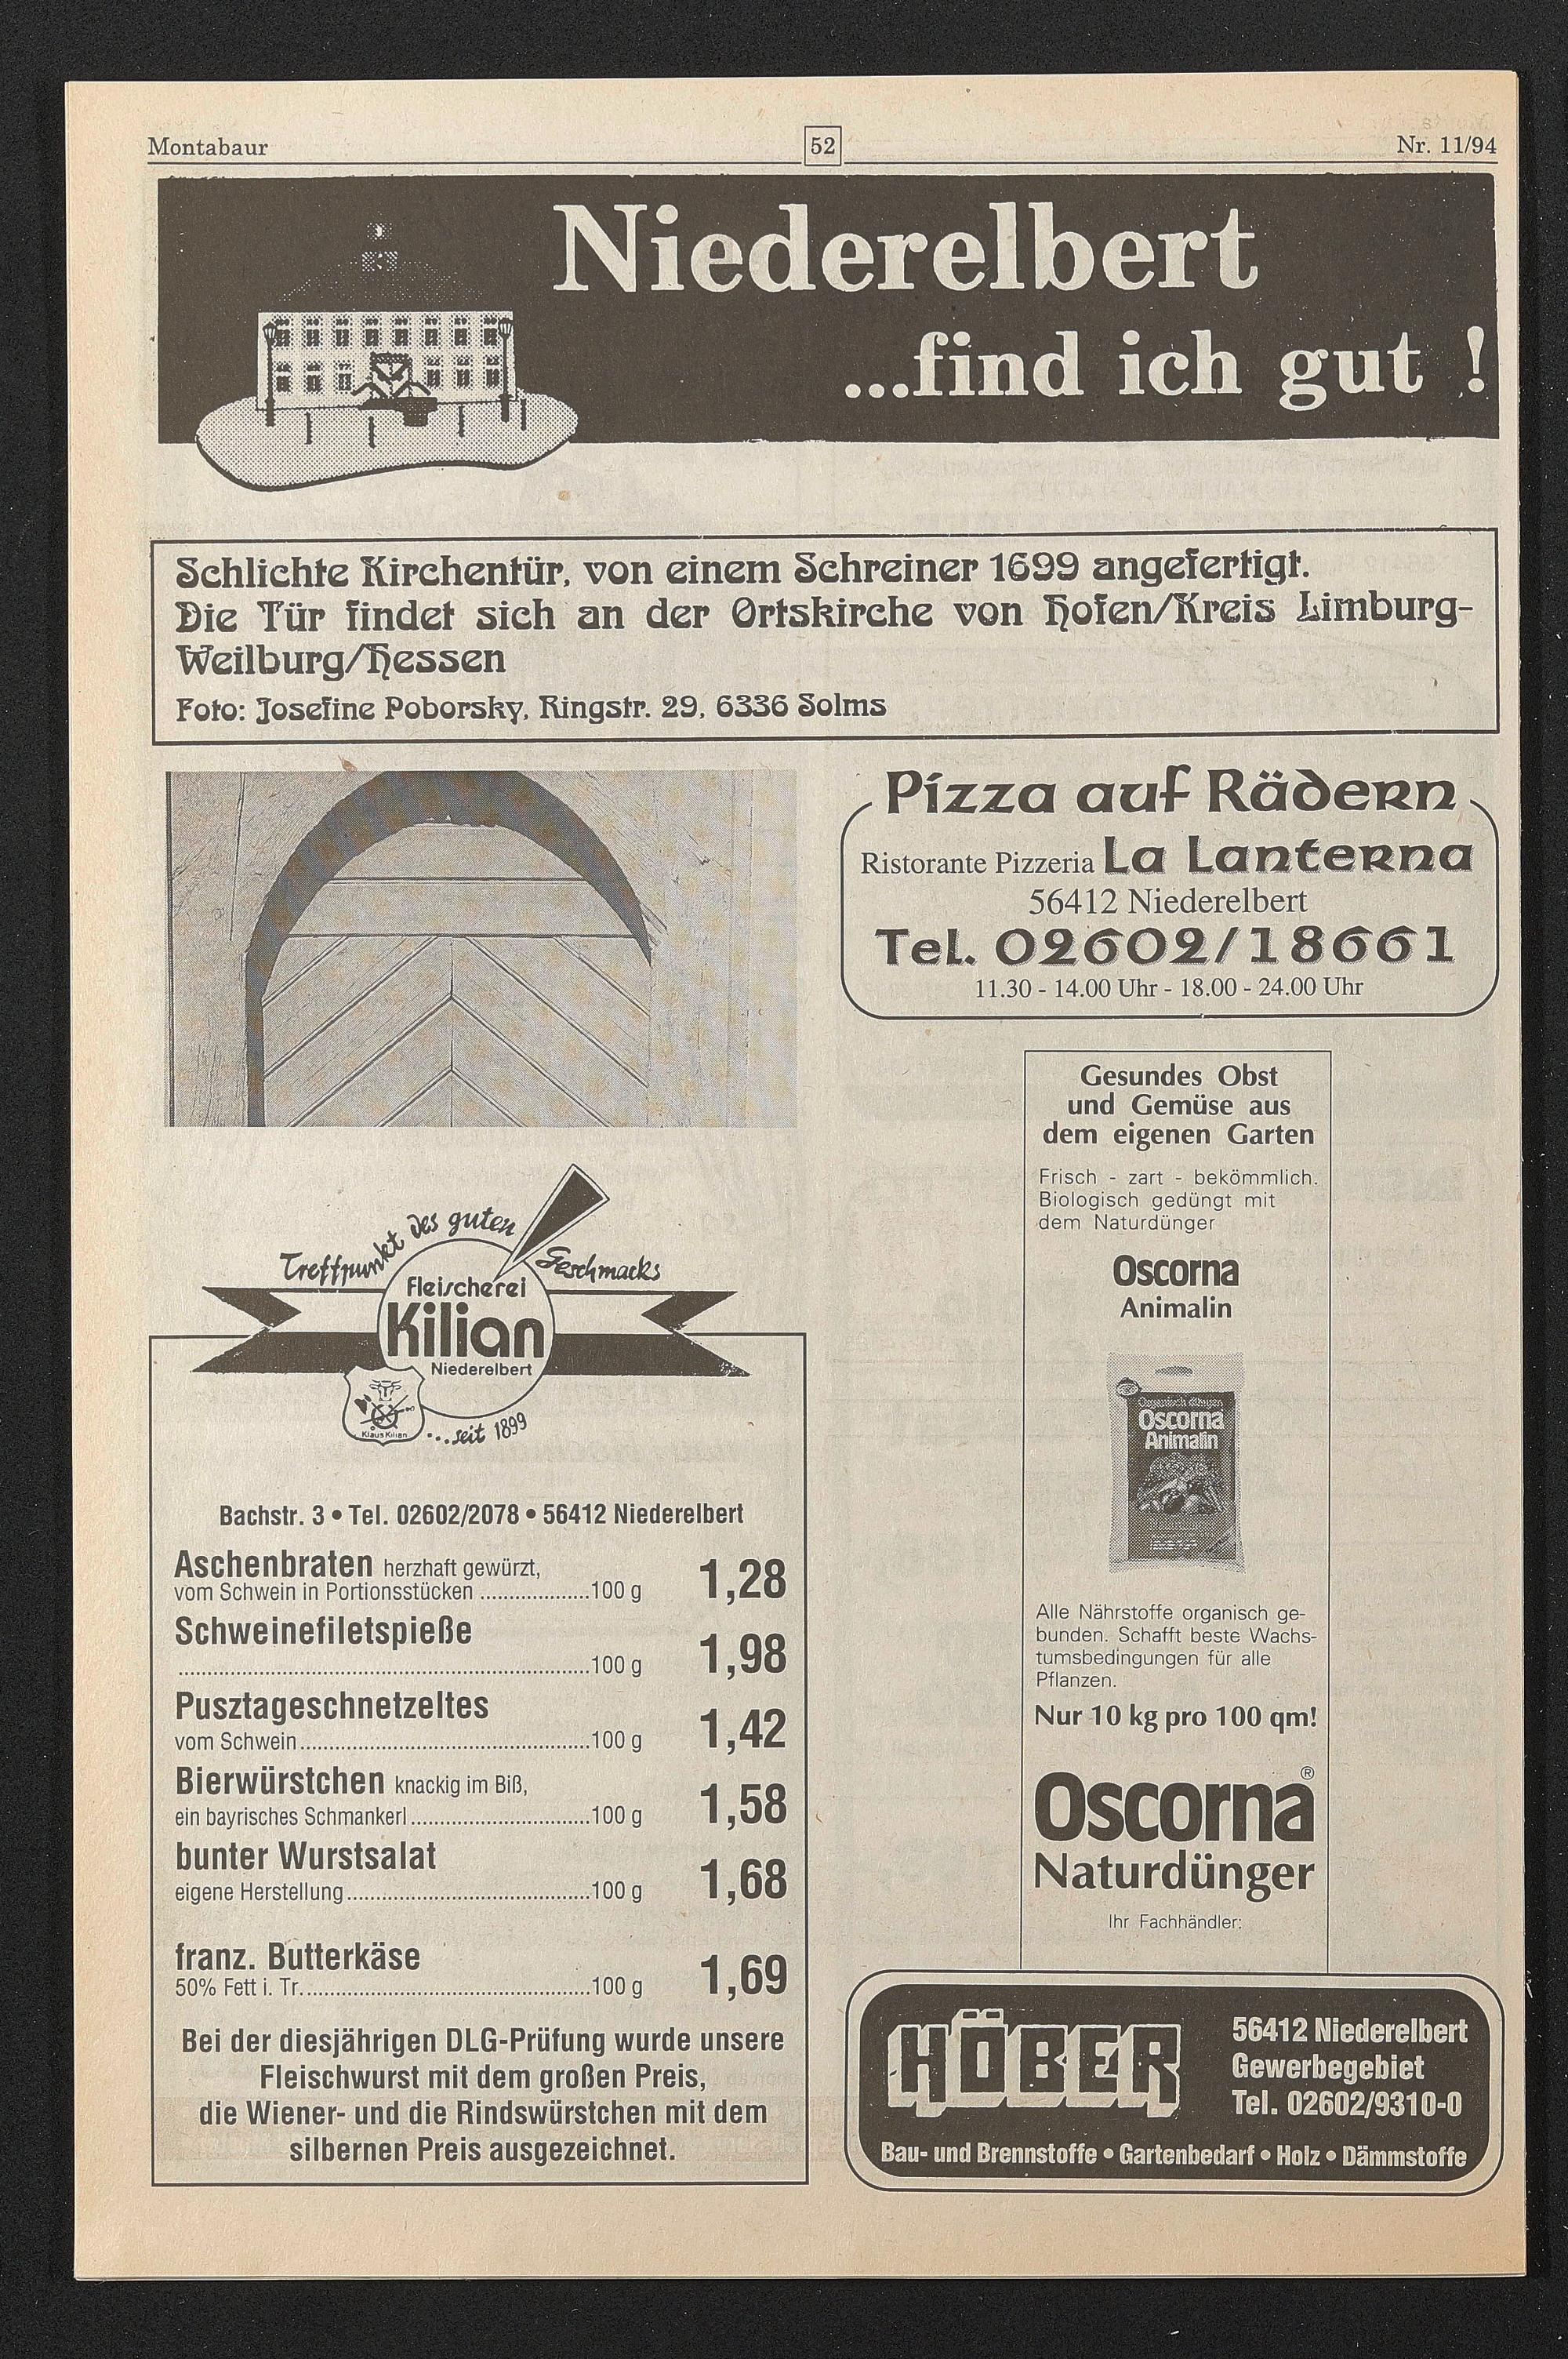 Montabaur
52
Nr. 11/94
Niederelbert
...find ich gut !
Schlichte Kirchentür, von einem Schreiner 1699 angefertigt.
Die Tür findet sich an der Ortskirche von Hofen/Kreis Limburg-
Weilburg/Hessen
Foto: Josefine Poborsky, Ringstr. 29, 6336 Solms
Pizza auf Rädern
Ristorante Pizzeria La Lanterna
56412 Niederelbert
Tel. 02602/18661
11.30 - 14.00 Uhr - 18.00 - 24.00 Uhr
Treffpunkt des guten Geschmacks
Fleischerei
Kilian
Niederelbert
Klaus Kilian
...seit 1899
Bachstr. 3 • Tel. 02602/2078 • 56412 Niederelbert
Aschenbraten herzhaft gewürzt,
vom Schwein in Portionsstücken ...................100 g 1,28
Schweinefiletspieße
.......................................................................100 g 1,98
Pusztageschnetzeltes
vom Schwein..................................................100 g 1,42
Bierwürstchen knackig im Biß,
ein bayrisches Schmankerl...............................100 g 1,58
bunter Wurstsalat
eigene Herstellung..........................................100 g 1,68
franz. Butterkäse
50% Fett i. Tr..................................................100 g 1,69
Bei der diesjährigen DLG-Prüfung wurde unsere
Fleischwurst mit dem großen Preis,
die Wiener- und die Rindswürstchen mit dem
silbernen Preis ausgezeichnet.
Gesundes Obst
und Gemüse aus
dem eigenen Garten
Frisch - zart - bekömmlich.
Biologisch gedüngt mit
dem Naturdünger
Oscorna
Animalin
Organisch düngen
Oscorna
Animalin
Alle Nährstoffe organisch ge-
bunden. Schafft beste Wachs-
tumsbedingungen für alle
Pflanzen.
Nur 10 kg pro 100 qm!
Oscorna®
Naturdünger
Ihr Fachhändler:
HÖBER
56412 Niederelbert
Gewerbegebiet
Tel. 02602/9310-0
Bau- und Brennstoffe • Gartenbedarf • Holz • Dämmstoffe